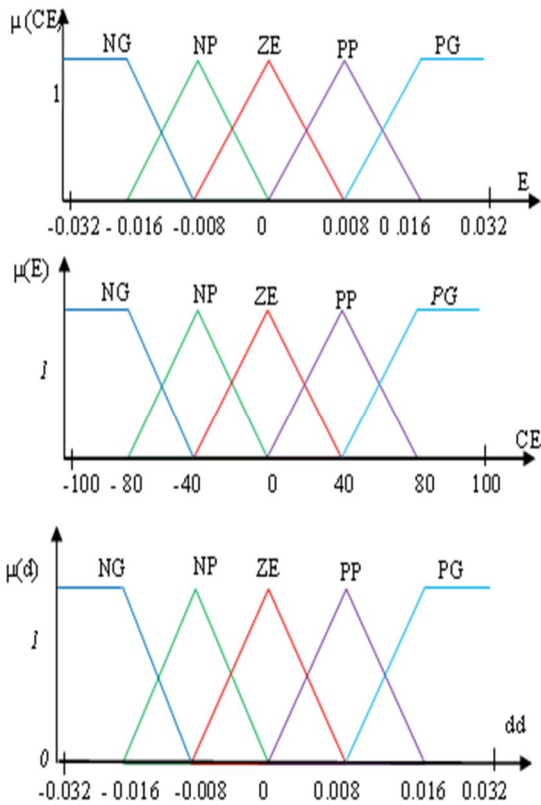 μ(CE)
NG NP ZE PP PG
1
E
-0.032 - 0.016 -0.008 0 0.008 0 .016 0.032
μ(E)
NG NP ZE PP PG
1
CE
-100 - 80 -40 0 40 80 100
μ(d)
NG NP ZE PP PG
1
dd
0
-0.032 - 0.016 -0.008 0 0.008 0.016 0.032